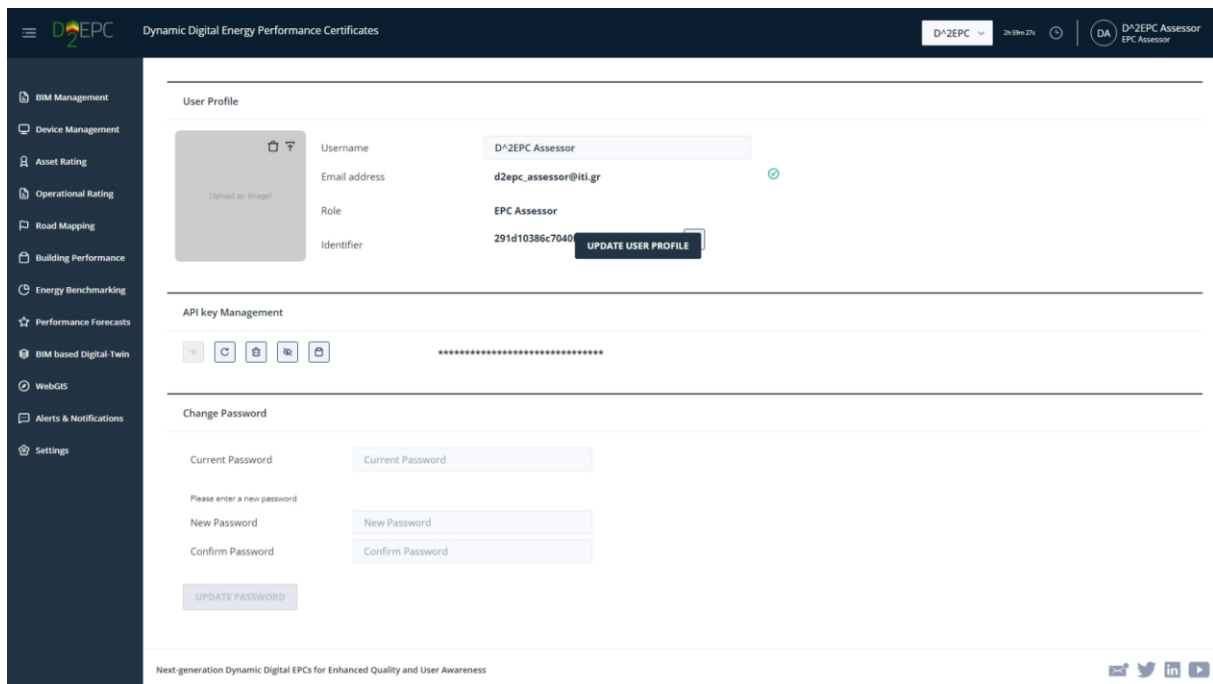 D2EPC
Dynamic Digital Energy Performance Certificates
D^2EPC
2h 59m 27s
DA
D^2EPC Assessor
EPC Assessor
BIM Management
Device Management
Asset Rating
Operational Rating
Road Mapping
Building Performance
Energy Benchmarking
Performance Forecasts
BIM based Digital-Twin
WebGIS
Alerts & Notifications
Settings
User Profile
Upload an Image!
Username D^2EPC Assessor
Email address d2epc_assessor@iti.gr
Role EPC Assessor
Identifier
UPDATE USER PROFILE
API key Management
*******************************
Change Password
Current Password Current Password
Please enter a new password
New Password New Password
Confirm Password Confirm Password
UPDATE PASSWORD
Next-generation Dynamic Digital EPCs for Enhanced Quality and User Awareness